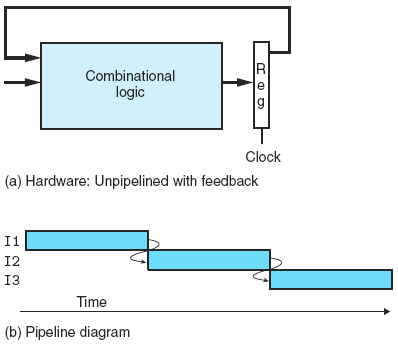 Combinational
logic
R
e
g
Clock
(a) Hardware: Unpipelined with feedback
I1
I2
I3
Time
(b) Pipeline diagram